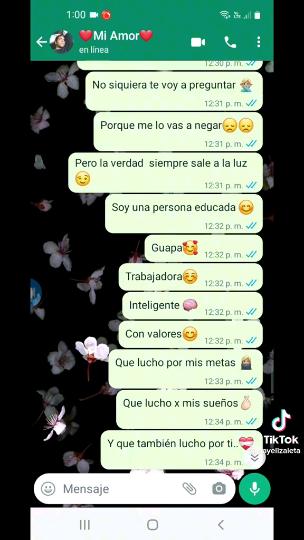 1:00
❤️Mi Amor❤️
en línea
12:30 p. m.
No siquiera te voy a preguntar
12:31 p. m.
Porque me lo vas a negar😞😞
12:31 p. m.
Pero la verdad siempre sale a la luz
😉
12:31 p. m.
Soy una persona educada 😊
12:32 p. m.
Guapa🥰
12:32 p. m.
Trabajadora☺️
12:32 p. m.
Inteligente 🧠
12:32 p. m.
Con valores😊
12:32 p. m.
Que lucho por mis metas
12:33 p. m.
Que lucho x mis sueños
12:34 p. m.
Y que también lucho por ti..💝
12:34 p. m.
Mensaje
TikTok